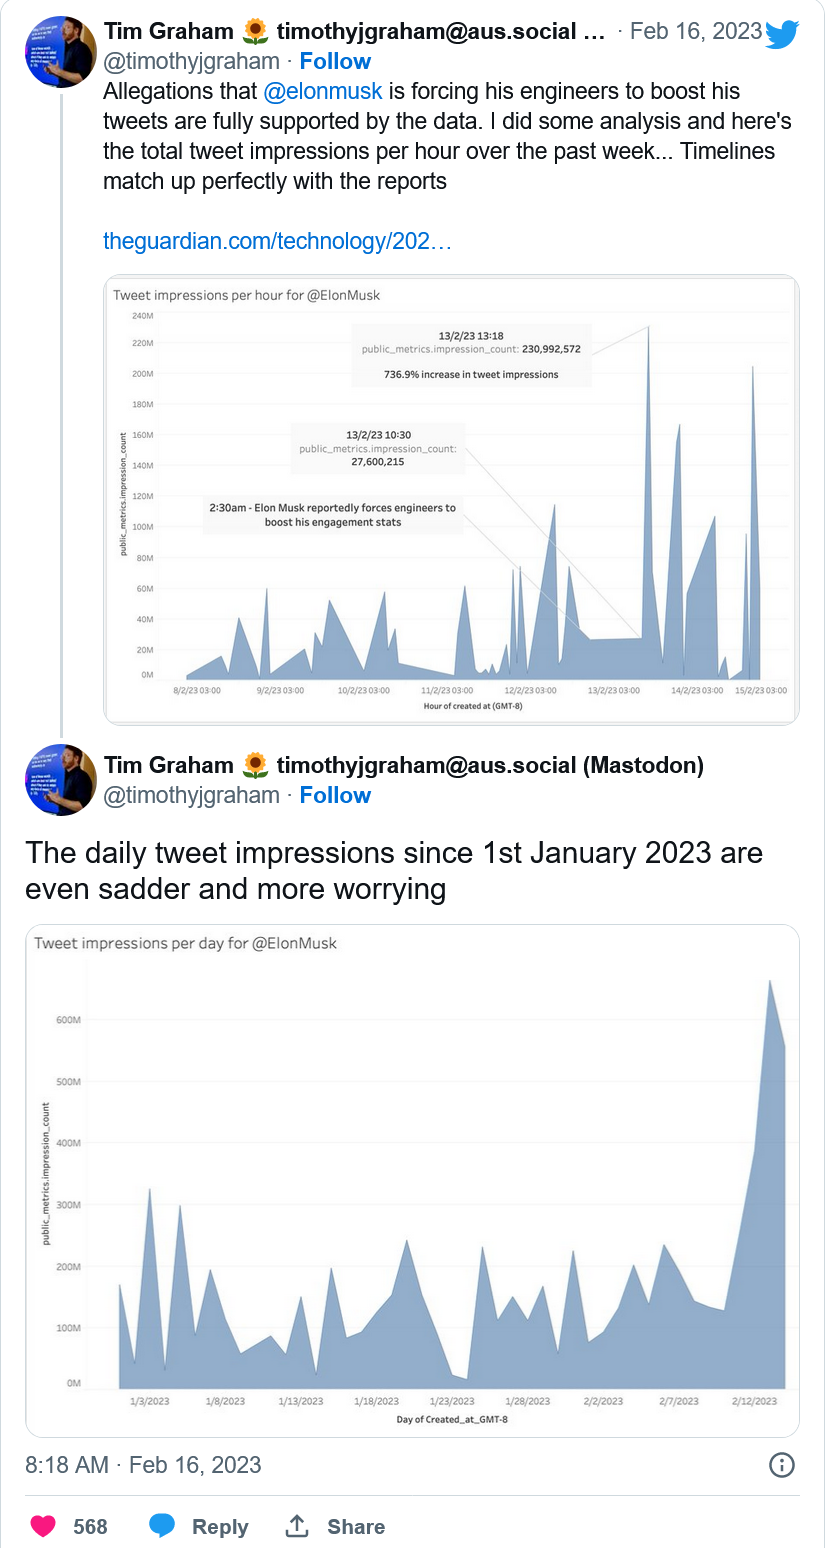 Tim Graham 🌻 timothyjgraham@aus.social ... · Feb 16, 2023
@timothyjgraham · Follow
Allegations that @elonmusk is forcing his engineers to boost his
tweets are fully supported by the data. I did some analysis and here's
the total tweet impressions per hour over the past week... Timelines
match up perfectly with the reports
theguardian.com/technology/202…
Tweet impressions per hour for @ElonMusk
240M
220M
200M
180M
160M
140M
120M
100M
80M
60M
40M
20M
0M
public_metrics.impression_count
13/2/23 13:18
public_metrics.impression_count: 230,992,572
736.9% increase in tweet impressions
13/2/23 10:30
public_metrics.impression_count:
27,600,215
2:30am - Elon Musk reportedly forces engineers to
boost his engagement stats
8/2/23 03:00 9/2/23 03:00 10/2/23 03:00 11/2/23 03:00 12/2/23 03:00 13/2/23 03:00 14/2/23 03:00 15/2/23 03:00
Hour of created at (GMT-8)
Tim Graham 🌻 timothyjgraham@aus.social (Mastodon)
@timothyjgraham · Follow
The daily tweet impressions since 1st January 2023 are
even sadder and more worrying
Tweet impressions per day for @ElonMusk
600M
500M
400M
300M
200M
100M
0M
public_metrics.impression_count
1/3/2023 1/8/2023 1/13/2023 1/18/2023 1/23/2023 1/28/2023 2/2/2023 2/7/2023 2/12/2023
Day of Created_at_GMT-8
8:18 AM · Feb 16, 2023
568 Reply Share